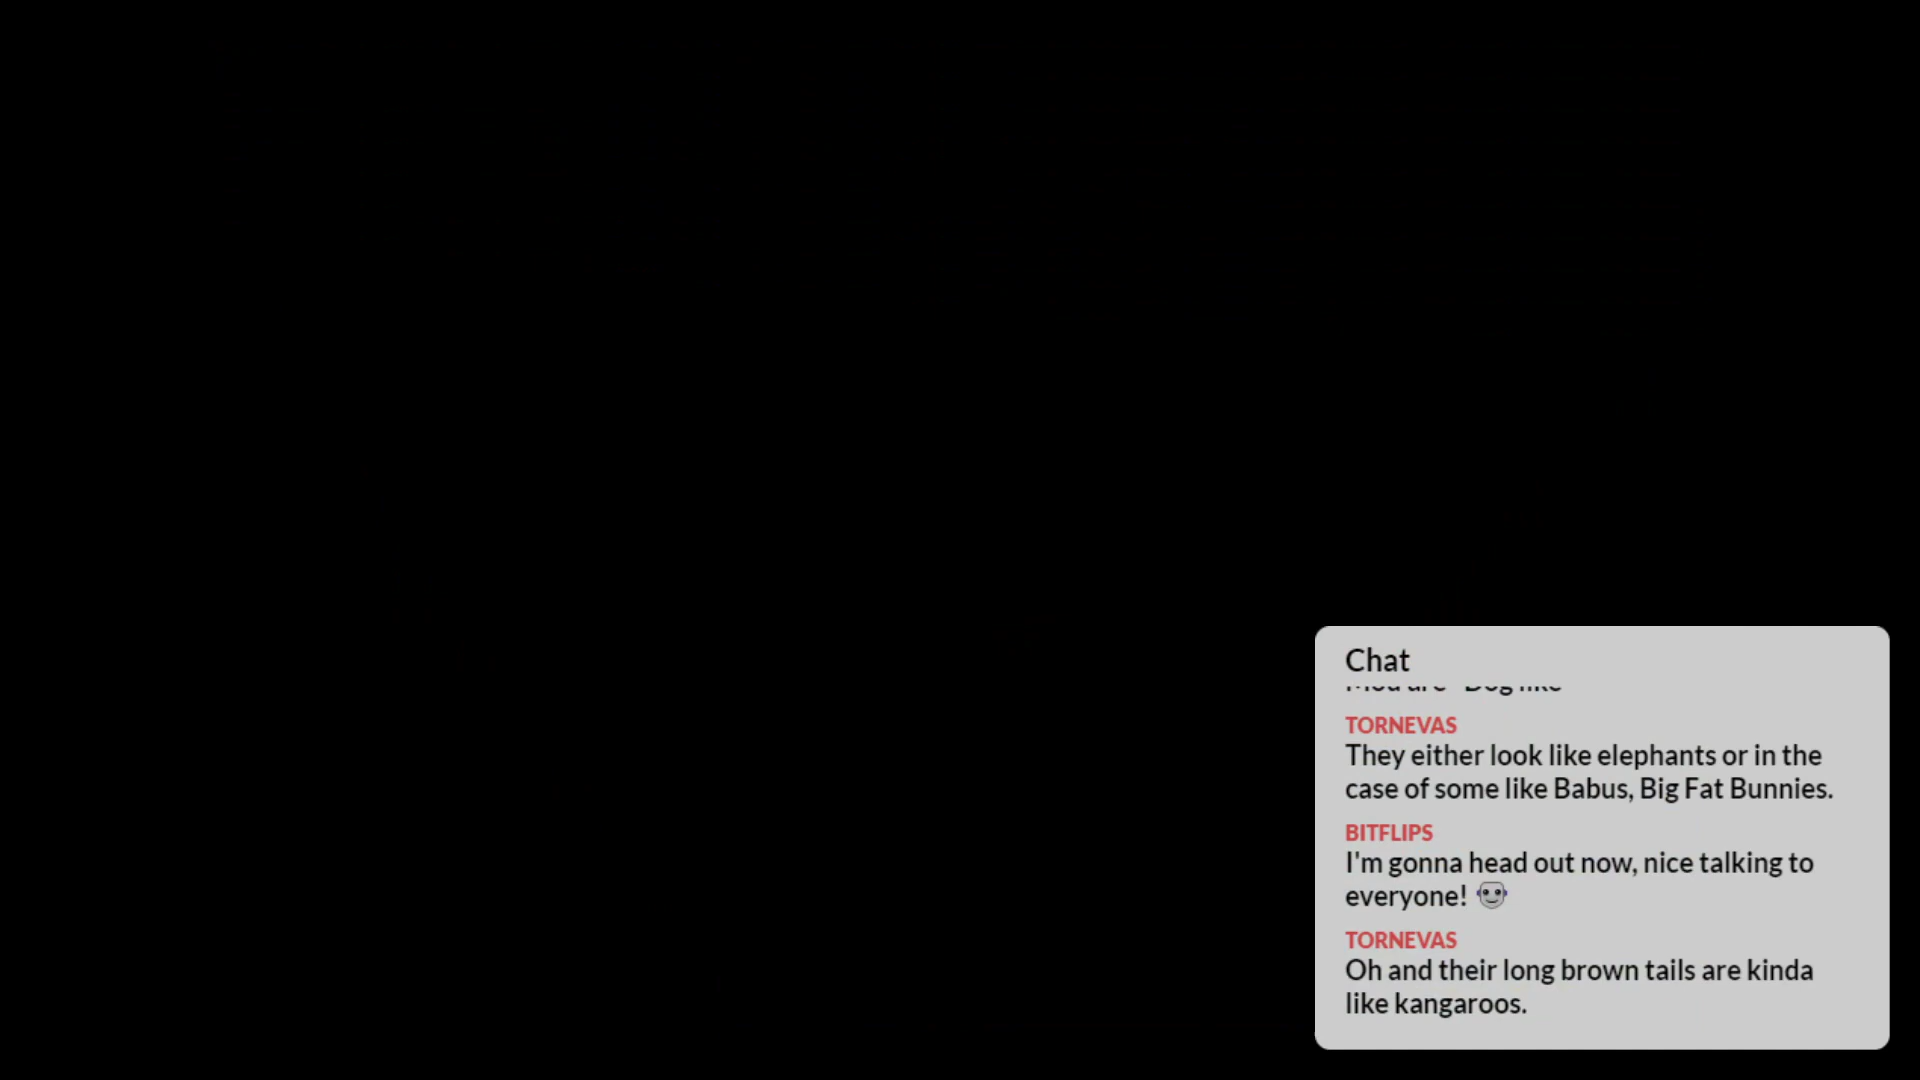 Chat
TORNEVAS
They either look like elephants or in the
case of some like Babus, Big Fat Bunnies.
BITFLIPS
I'm gonna head out now, nice talking to
everyone!
TORNEVAS
Oh and their long brown tails are kinda
like kangaroos.